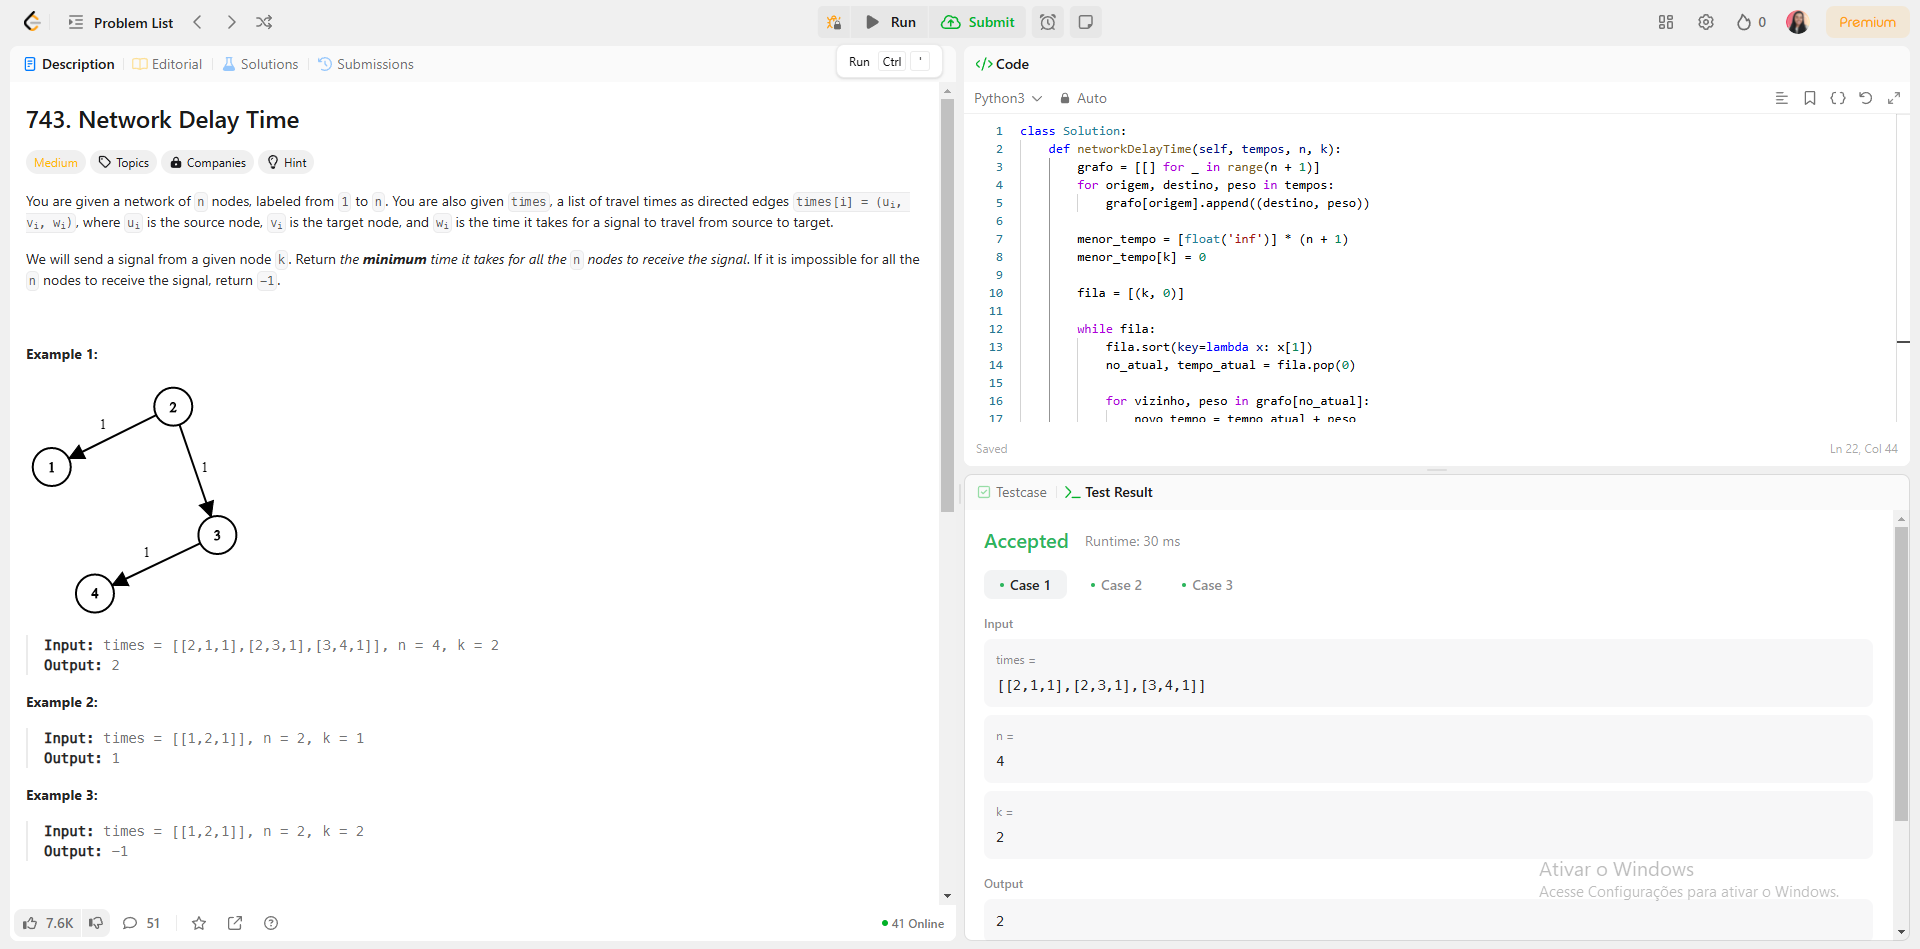 Problem List
Run
Submit
0
Premium
Description
Editorial
Solutions
Submissions
Run Ctrl '
743. Network Delay Time
Medium
Topics
Companies
Hint
You are given a network of n nodes, labeled from 1 to n. You are also given times, a list of travel times as directed edges times[i] = (ui,
vi, wi), where ui is the source node, vi is the target node, and wi is the time it takes for a signal to travel from source to target.
We will send a signal from a given node k. Return the minimum time it takes for all the n nodes to receive the signal. If it is impossible for all the
n nodes to receive the signal, return -1.
Example 1:
2
1
1
1
3
1
4
Input: times = [[2,1,1],[2,3,1],[3,4,1]], n = 4, k = 2
Output: 2
Example 2:
Input: times = [[1,2,1]], n = 2, k = 1
Output: 1
Example 3:
Input: times = [[1,2,1]], n = 2, k = 2
Output: -1
7.6K
51
41 Online
</> Code
Python3
Auto
1 class Solution:
2 def networkDelayTime(self, tempos, n, k):
3 grafo = [[] for _ in range(n + 1)]
4 for origem, destino, peso in tempos:
5 grafo[origem].append((destino, peso))
6
7 menor_tempo = [float('inf')] * (n + 1)
8 menor_tempo[k] = 0
9
10 fila = [(k, 0)]
11
12 while fila:
13 fila.sort(key=lambda x: x[1])
14 no_atual, tempo_atual = fila.pop(0)
15
16 for vizinho, peso in grafo[no_atual]:
17 novo_tempo = tempo_atual + peso
Saved
Ln 22, Col 44
Testcase
Test Result
Accepted
Runtime: 30 ms
• Case 1
• Case 2
• Case 3
Input
times =
[[2,1,1],[2,3,1],[3,4,1]]
n =
4
k =
2
Output
2
Ativar o Windows
Acesse Configurações para ativar o Windows.